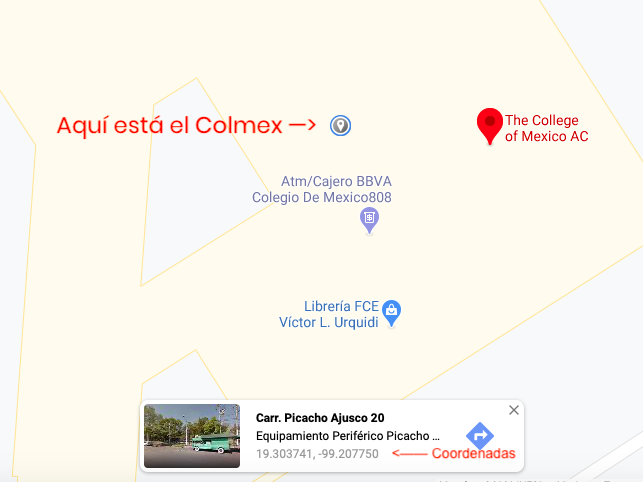 Aquí está el Colmex —>
The College
of Mexico AC
Atm/Cajero BBVA
Colegio De Mexico808
Librería FCE
Víctor L. Urquidi
Carr. Picacho Ajusco 20
Equipamiento Periférico Picacho ...
19.303741, -99.207750
<—— Coordenadas